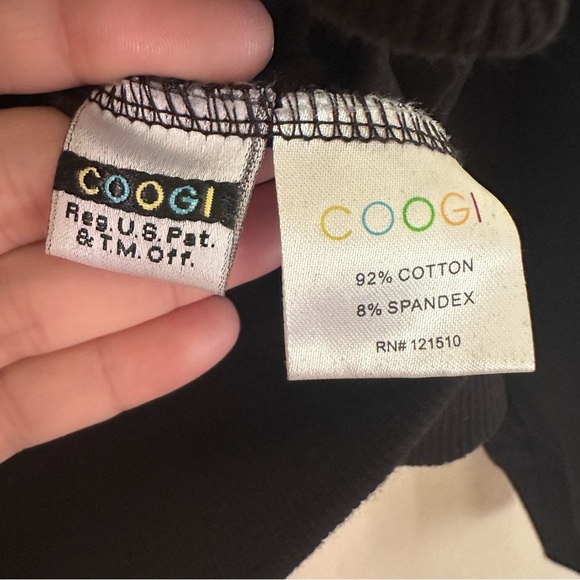 COOGI
Reg. U.S. Pat.
& T.M. Off.
COOGI
92% COTTON
8% SPANDEX
RN# 121510